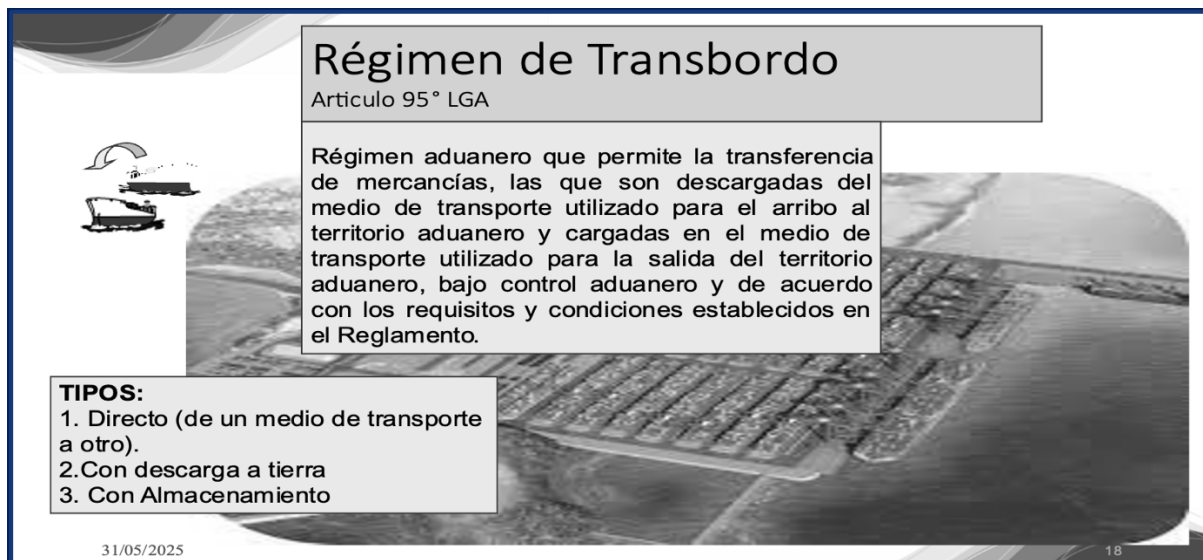 Régimen de Transbordo
Articulo 95° LGA
Régimen aduanero que permite la transferencia
de mercancías, las que son descargadas del
medio de transporte utilizado para el arribo al
territorio aduanero y cargadas en el medio de
transporte utilizado para la salida del territorio
aduanero, bajo control aduanero y de acuerdo
con los requisitos y condiciones establecidos en
el Reglamento.
TIPOS:
1. Directo (de un medio de transporte
a otro).
2.Con descarga a tierra
3. Con Almacenamiento
31/05/2025
18